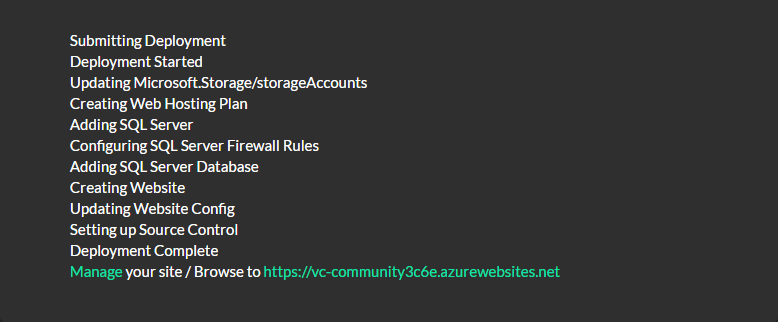 Submitting Deployment
Deployment Started
Updating Microsoft.Storage/storageAccounts
Creating Web Hosting Plan
Adding SQL Server
Configuring SQL Server Firewall Rules
Adding SQL Server Database
Creating Website
Updating Website Config
Setting up Source Control
Deployment Complete
Manage your site / Browse to https://vc-community3c6e.azurewebsites.net